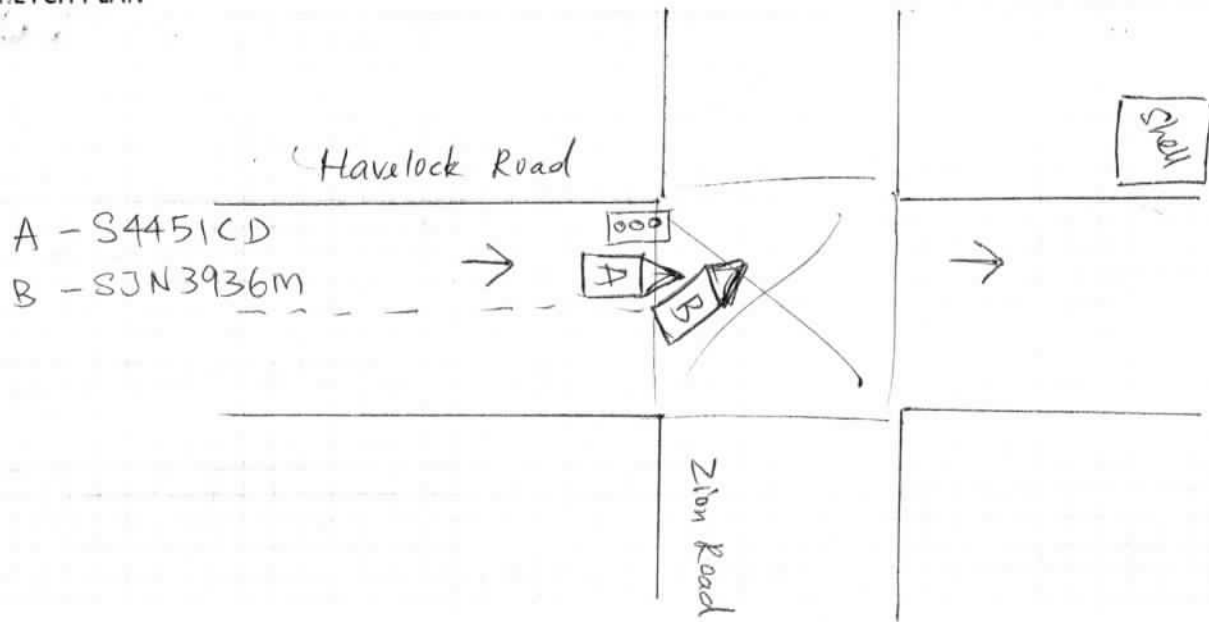 Havelock Road
Shell
A - S4451CD
B - SJN3936M
A
B
Zion Road